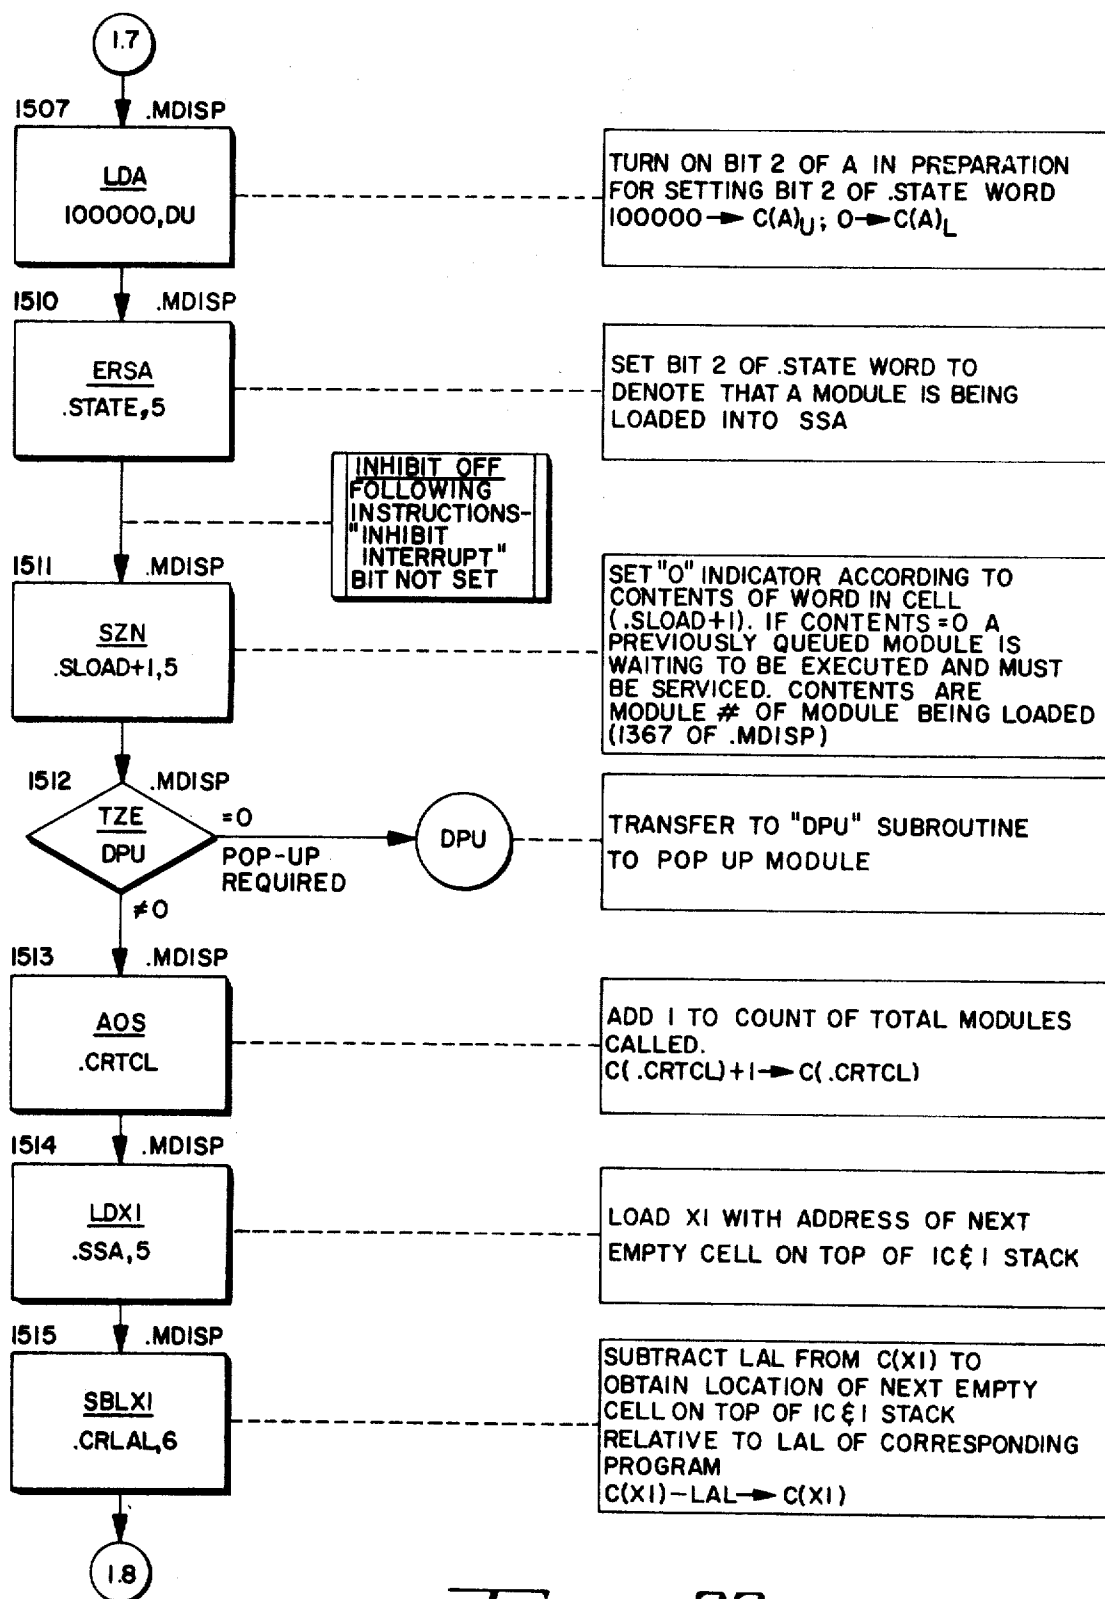 1.7
1507 .MDISP
LDA
100000,DU
TURN ON BIT 2 OF A IN PREPARATION
FOR SETTING BIT 2 OF .STATE WORD
100000→ C(A)U; 0→C(A)L
1510 .MDISP
ERSA
.STATE,5
SET BIT 2 OF .STATE WORD TO
DENOTE THAT A MODULE IS BEING
LOADED INTO SSA
INHIBIT OFF
FOLLOWING
INSTRUCTIONS-
"INHIBIT
INTERRUPT"
BIT NOT SET
1511 .MDISP
SZN
.SLOAD+1,5
SET "0" INDICATOR ACCORDING TO
CONTENTS OF WORD IN CELL
(.SLOAD+1). IF CONTENTS =0 A
PREVIOUSLY QUEUED MODULE IS
WAITING TO BE EXECUTED AND MUST
BE SERVICED. CONTENTS ARE
MODULE # OF MODULE BEING LOADED
(1367 OF .MDISP)
1512 .MDISP
TZE
DPU
=0
POP-UP
REQUIRED
≠0
DPU
TRANSFER TO "DPU" SUBROUTINE
TO POP UP MODULE
1513 .MDISP
AOS
.CRTCL
ADD 1 TO COUNT OF TOTAL MODULES
CALLED.
C(.CRTCL)+1→ C(.CRTCL)
1514 .MDISP
LDX1
.SSA,5
LOAD X1 WITH ADDRESS OF NEXT
EMPTY CELL ON TOP OF IC&I STACK
1515 .MDISP
SBLX1
.CRLAL,6
SUBTRACT LAL FROM C(X1) TO
OBTAIN LOCATION OF NEXT EMPTY
CELL ON TOP OF IC&I STACK
RELATIVE TO LAL OF CORRESPONDING
PROGRAM
C(X1)-LAL→ C(X1)
1.8